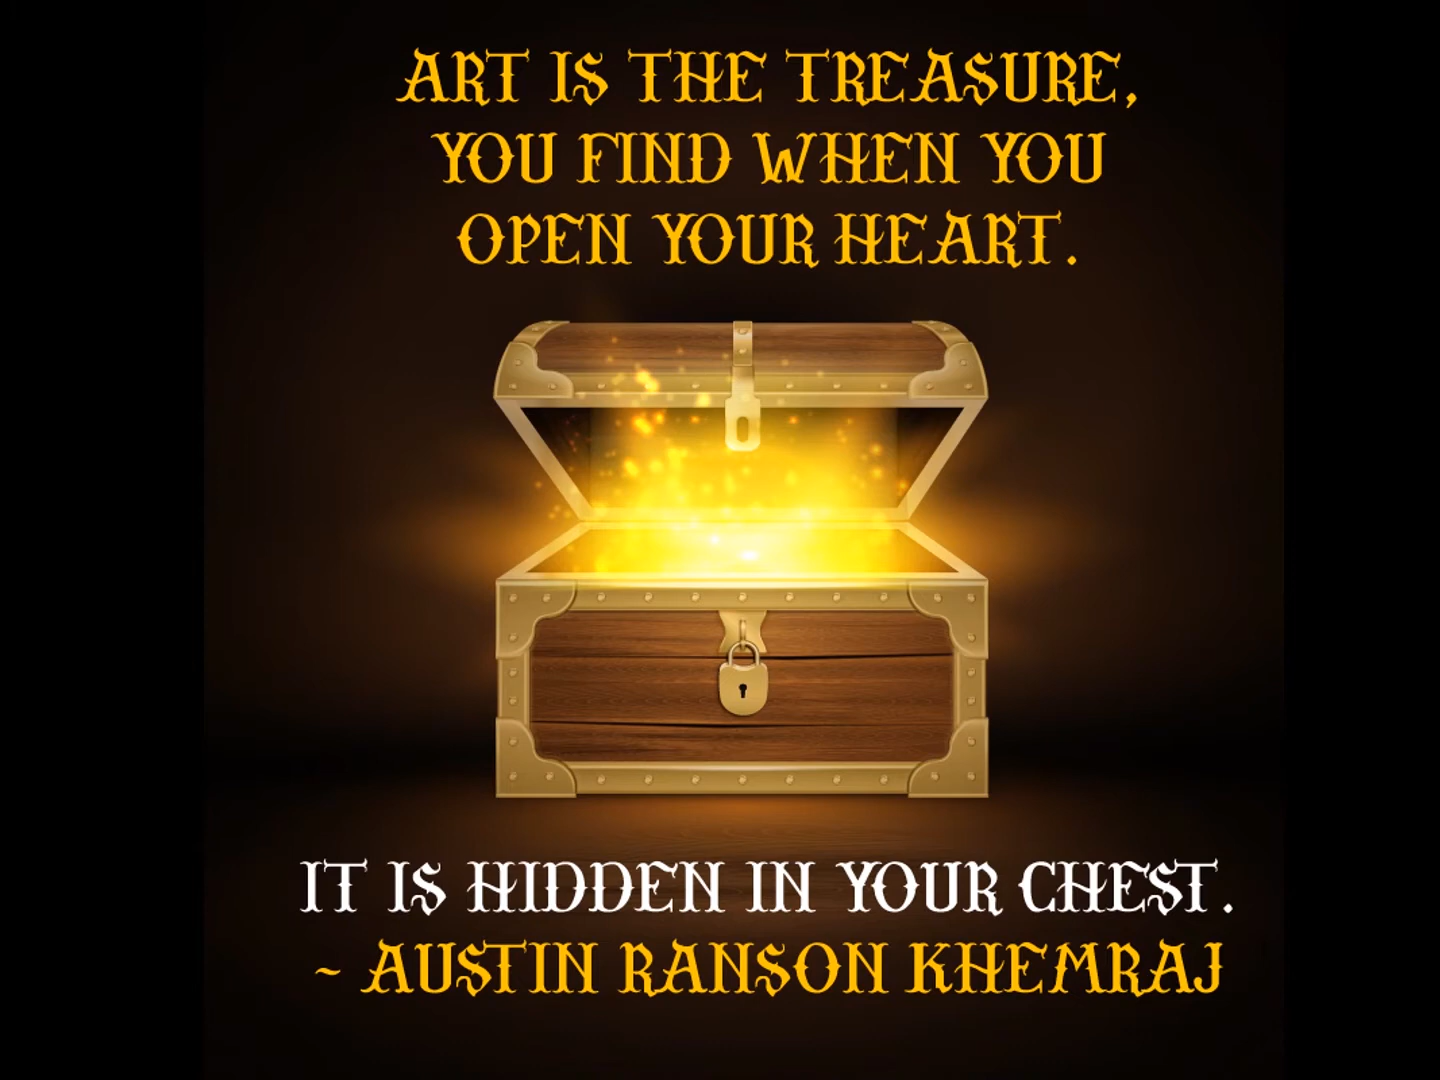 ART IS THE TREASURE,
YOU FIND WHEN YOU
OPEN YOUR HEART.
IT IS HIDDEN IN YOUR CHEST.
~ AUSTIN RANSON KHEMRAJ